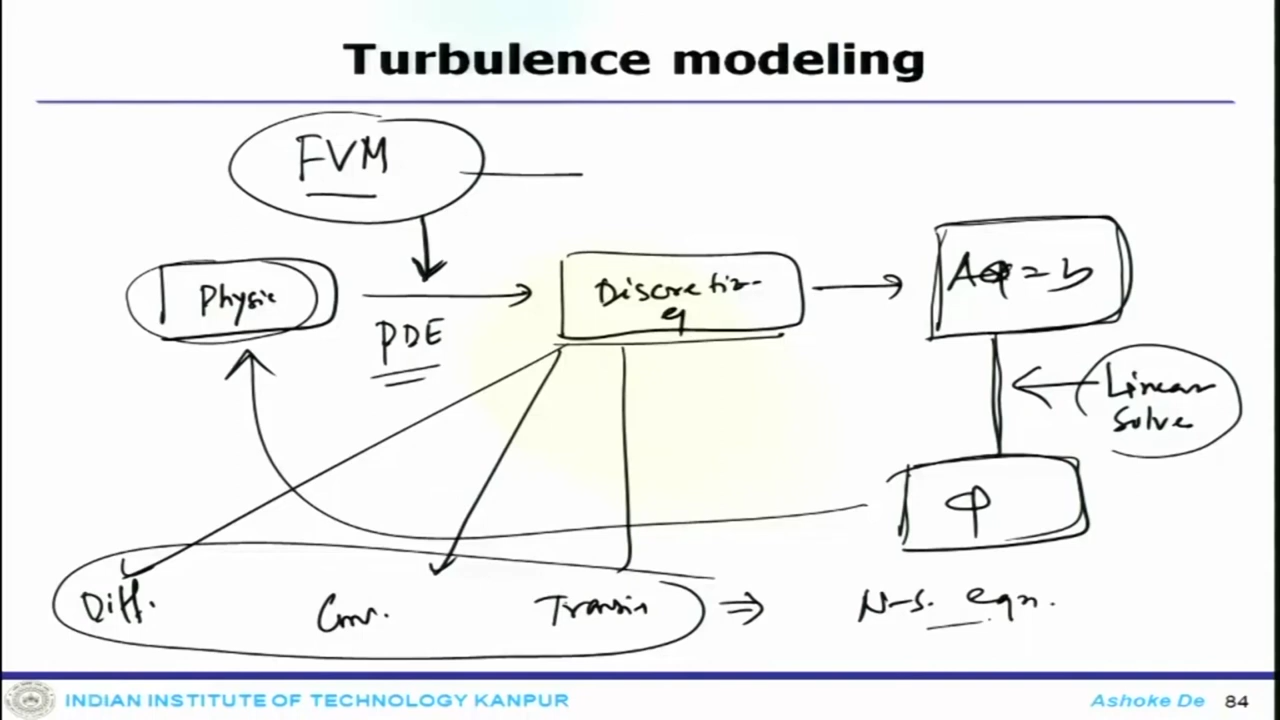 Turbulence modeling
FVM
Physic
PDE
Discretiz-
eq
Aφ = b
Linear
Solve
φ
Diff.
Conv.
Transin
⇒
N-S. eqn.
INDIAN INSTITUTE OF TECHNOLOGY KANPUR
Ashoke De 84